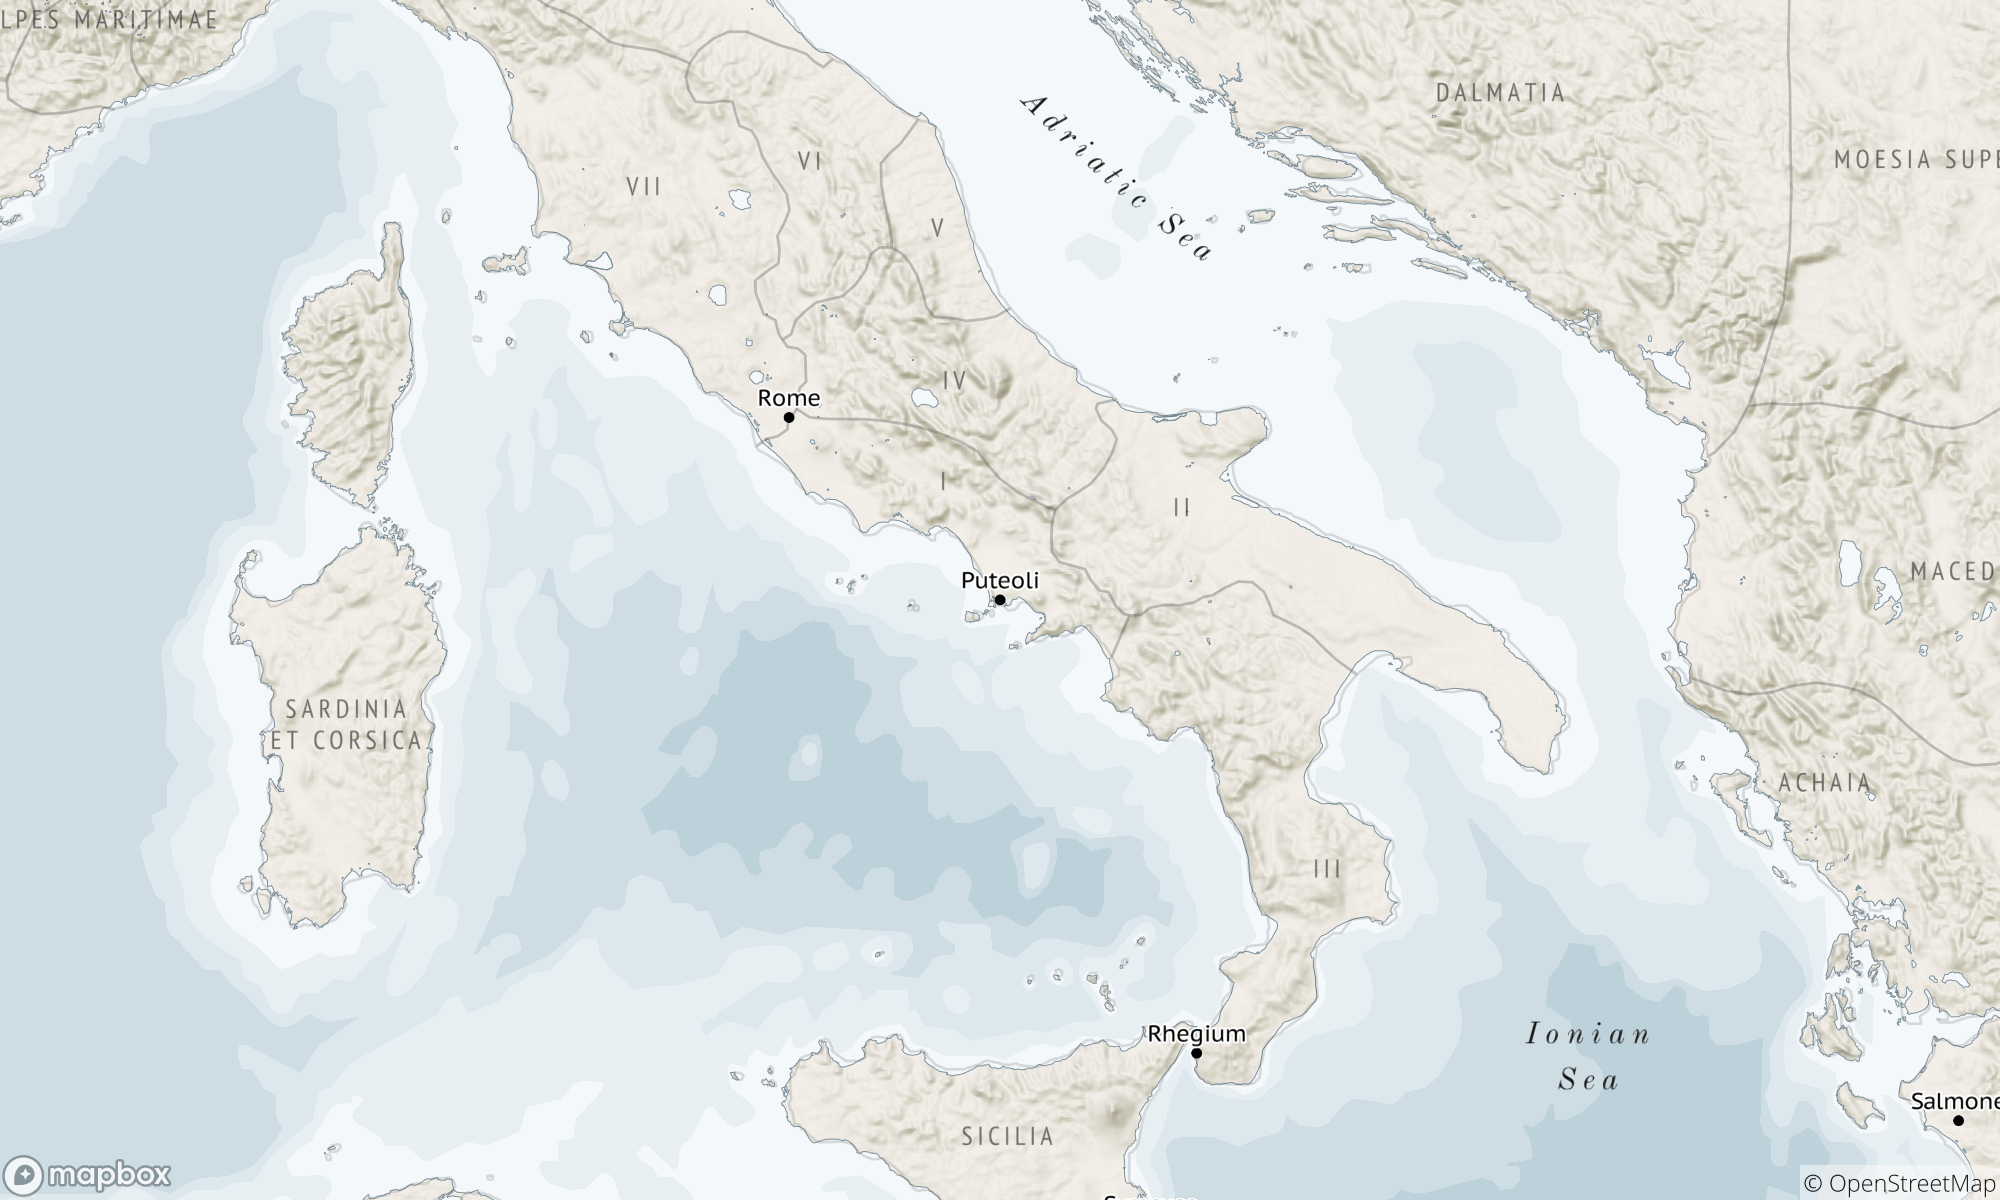 LPES MARITIMAE
DALMATIA
Adriatic Sea
MOESIA SUPE
VI
VII
V
IV
Rome
I
II
MACED
Puteoli
SARDINIA
ET CORSICA
ACHAIA
III
Rhegium
Ionian
Sea
Salmone
SICILIA
mapbox
© OpenStreetMap